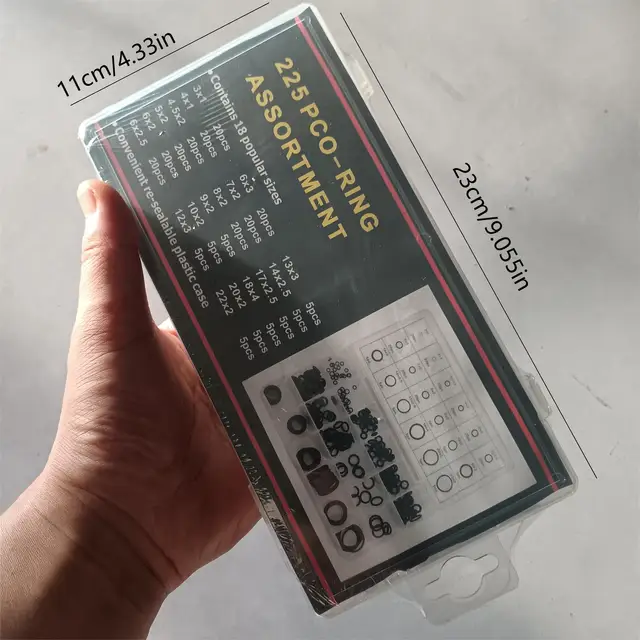 11cm/4.33in
23cm/9.055in
225 PCO-RING
ASSORTMENT
• Contains 18 popular sizes
3x1 20pcs 6x3 20pcs 13x3 5pcs
4x1 20pcs 7x2 20pcs 14x2.5 5pcs
4.5x2 20pcs 8x2 20pcs 17x2.5 5pcs
5x2 20pcs 9x2 5pcs 18x4 5pcs
6x2 20pcs 10x2 5pcs 20x2 5pcs
6x2.5 20pcs 12x3 5pcs 22x2 5pcs
• Convenient re-sealable plastic case